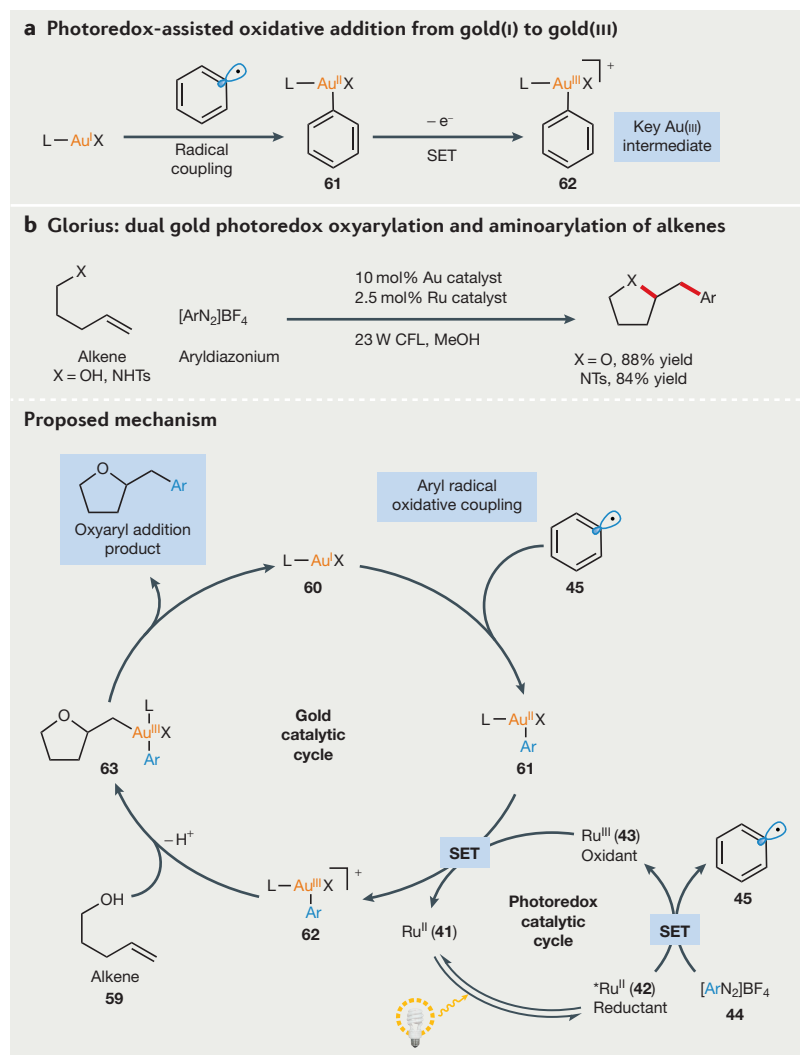 a Photoredox-assisted oxidative addition from gold(I) to gold(III)
L—AuᴵX
Radical
coupling
L—AuᴵᴵX
61
– e⁻
SET
L—AuᴵᴵᴵX
+
62
Key Au(III)
intermediate
b Glorius: dual gold photoredox oxyarylation and aminoarylation of alkenes
X
Alkene
X = OH, NHTs
[ArN₂]BF₄
Aryldiazonium
10 mol% Au catalyst
2.5 mol% Ru catalyst
23 W CFL, MeOH
X
Ar
X = O, 88% yield
NTs, 84% yield
Proposed mechanism
O
Ar
Oxyaryl addition
product
Aryl radical
oxidative coupling
L—AuᴵX
60
45
O
L
AuᴵᴵᴵX
Ar
63
Gold
catalytic
cycle
L—AuᴵᴵX
Ar
61
–H⁺
SET
Ruᴵᴵᴵ (43)
Oxidant
45
OH
Alkene
59
L—AuᴵᴵᴵX
+
Ar
62
Ruᴵᴵ (41)
Photoredox
catalytic
cycle
SET
*Ruᴵᴵ (42)
Reductant
[ArN₂]BF₄
44